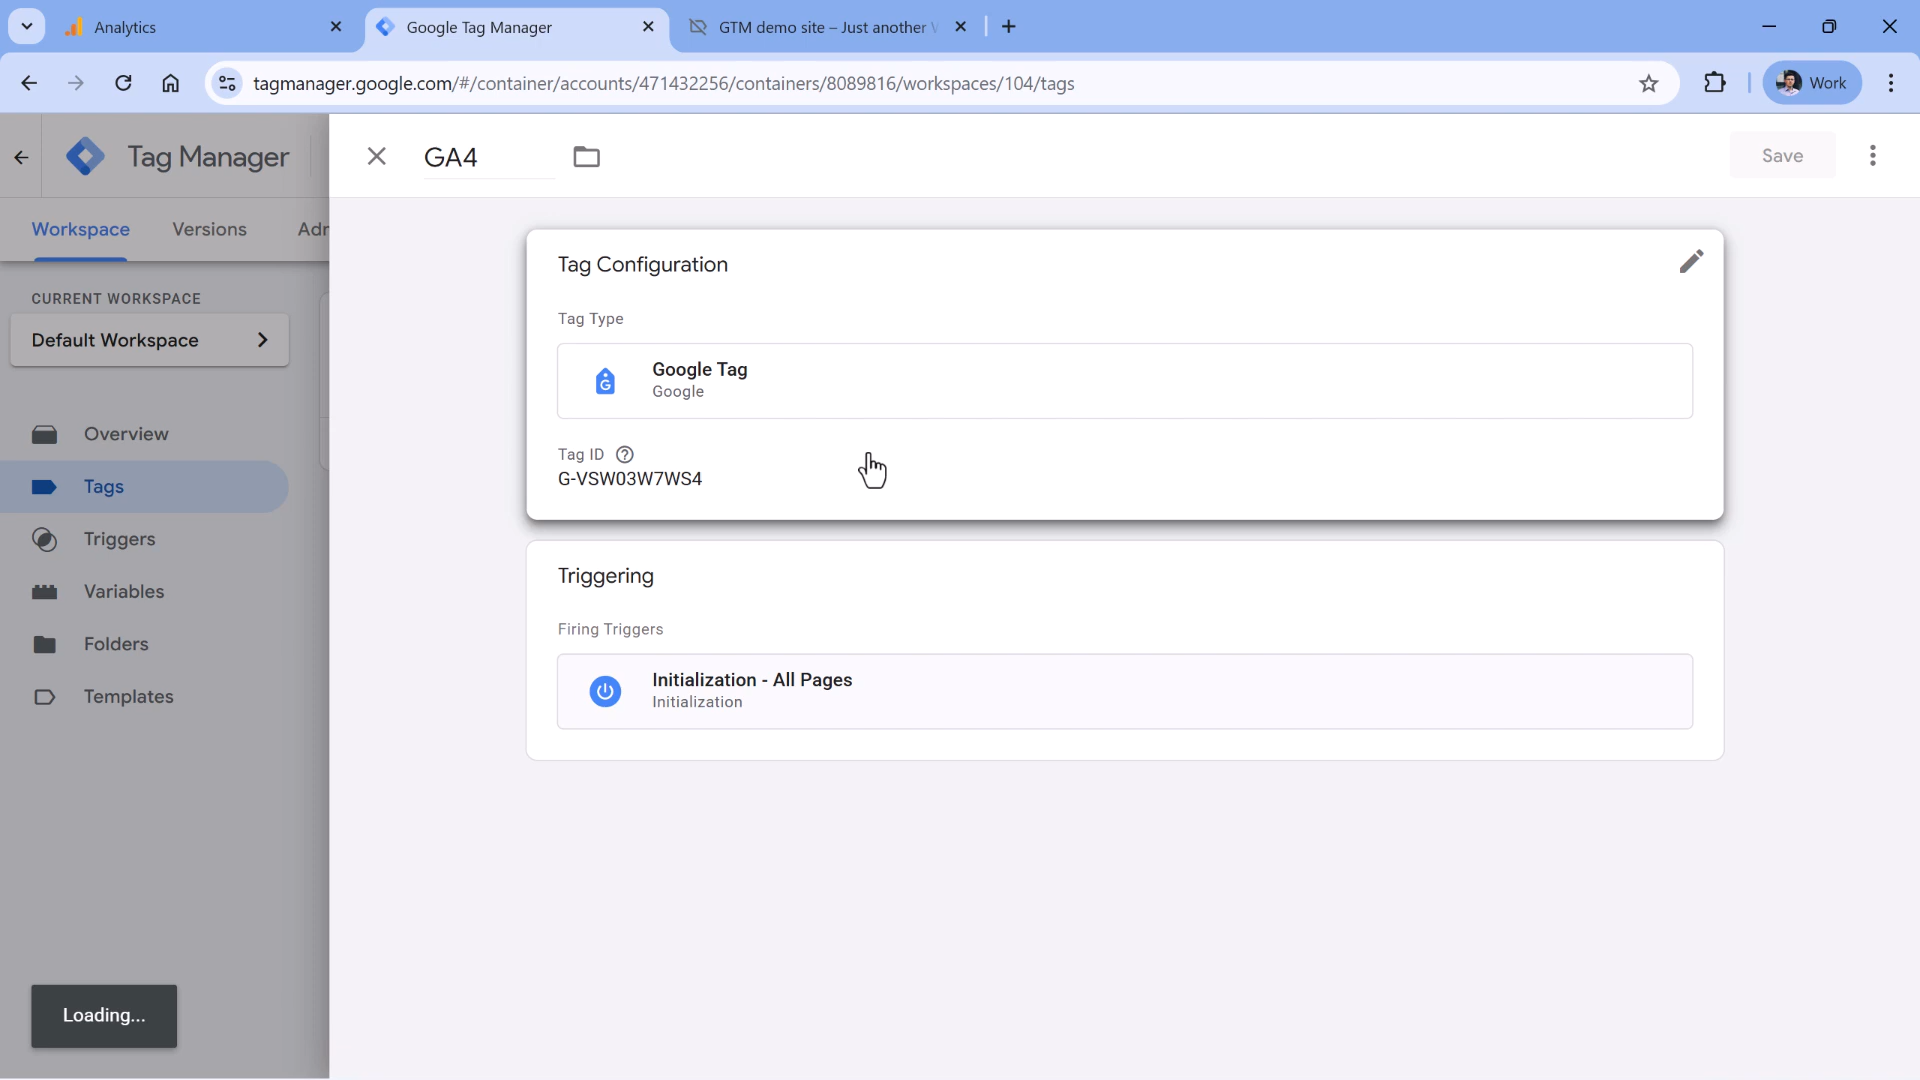 Analytics
Google Tag Manager
GTM demo site – Just another
tagmanager.google.com/#/container/accounts/471432256/containers/8089816/workspaces/104/tags
Work
Tag Manager
GA4
Save
Workspace
Versions
Adr
CURRENT WORKSPACE
Default Workspace
Overview
Tags
Triggers
Variables
Folders
Templates
Loading...
Tag Configuration
Tag Type
G
Google Tag
Google
Tag ID ?
G-VSW03W7WS4
Triggering
Firing Triggers
Initialization - All Pages
Initialization